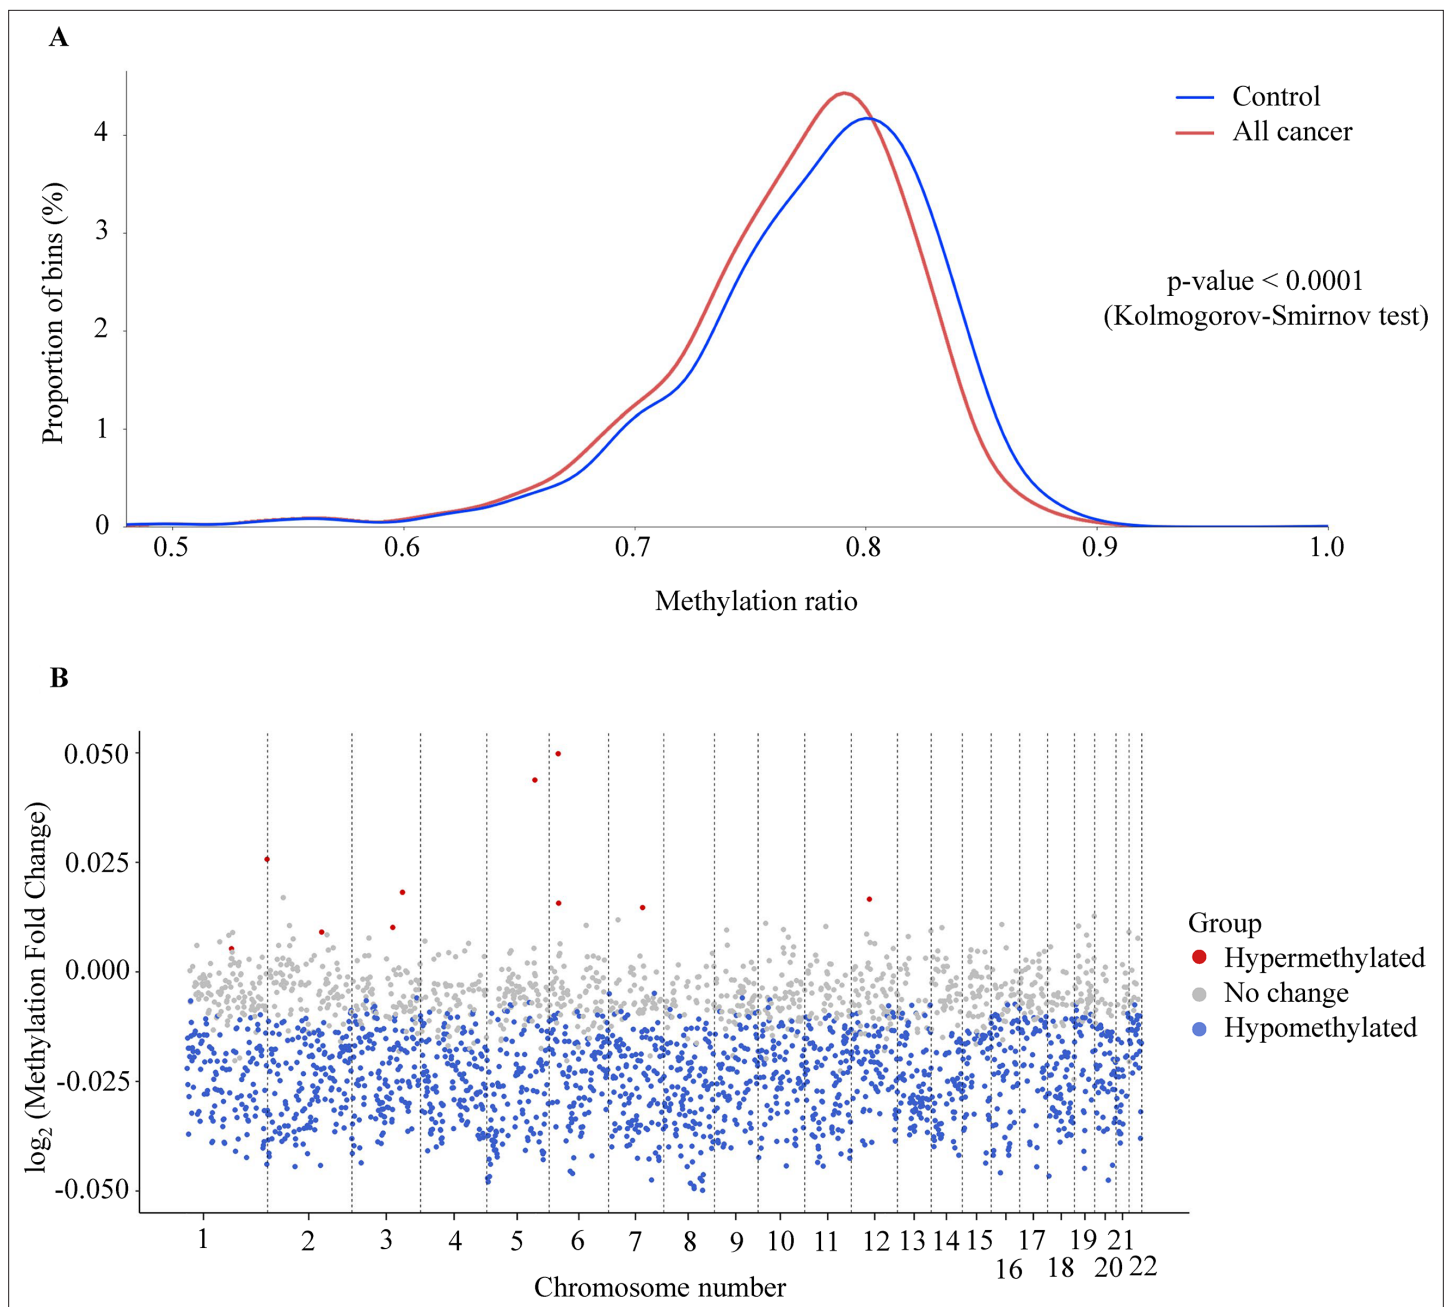 A
4
3
2
1
0
Proportion of bins (%)
Control
All cancer
p-value < 0.0001
(Kolmogorov-Smirnov test)
0.5 0.6 0.7 0.8 0.9 1.0
Methylation ratio
B
0.050
0.025
0.000
-0.025
-0.050
log₂ (Methylation Fold Change)
Group
Hypermethylated
No change
Hypomethylated
1 2 3 4 5 6 7 8 9 10 11 12 13 14 15 17 19 21
16 18 20 22
Chromosome number